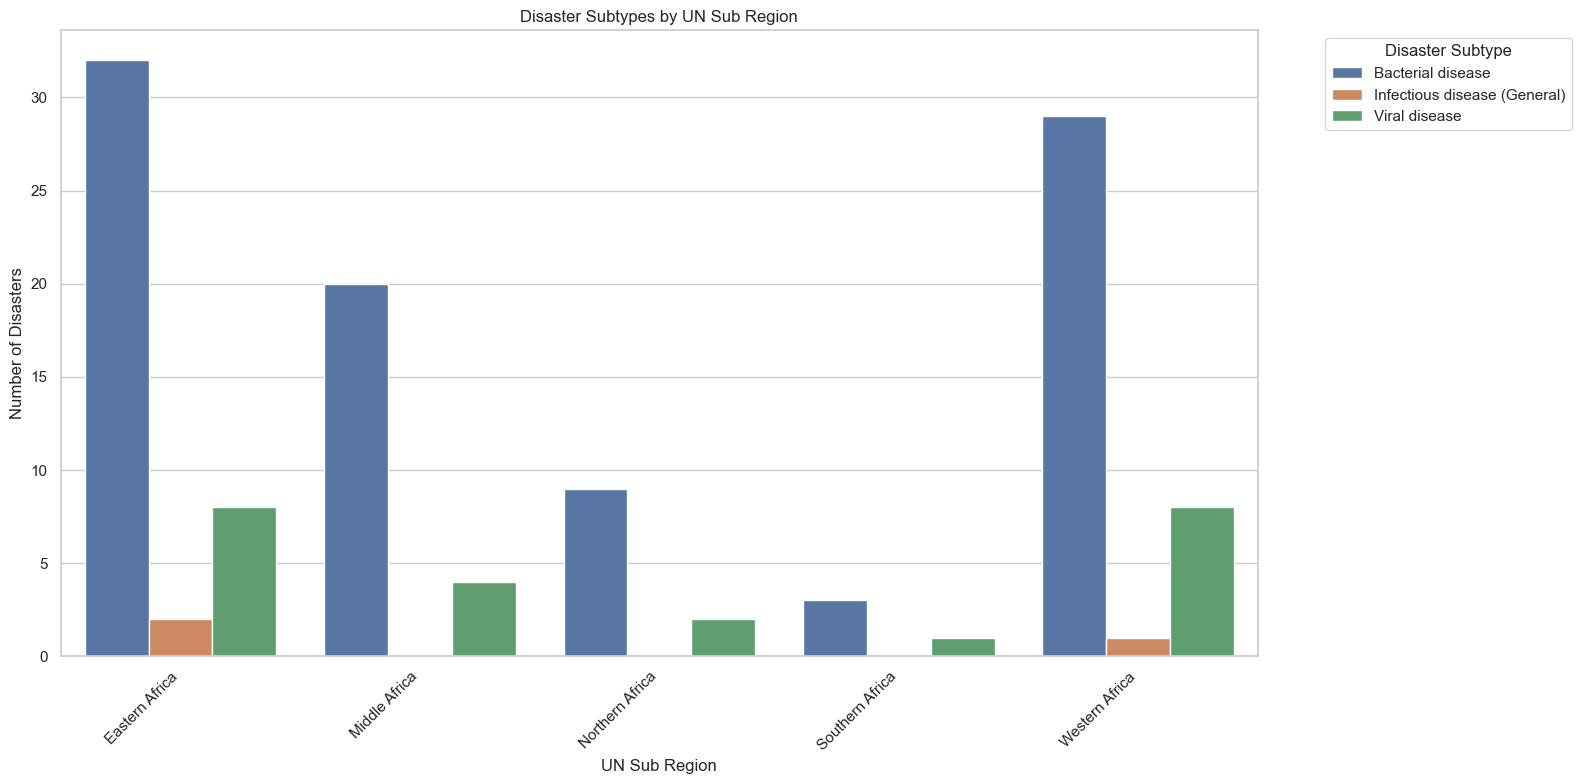 Disaster Subtypes by UN Sub Region
Disaster Subtype
Bacterial disease
Infectious disease (General)
Viral disease
Number of Disasters
30
25
20
15
10
5
0
Eastern Africa
Middle Africa
Northern Africa
Southern Africa
Western Africa
UN Sub Region